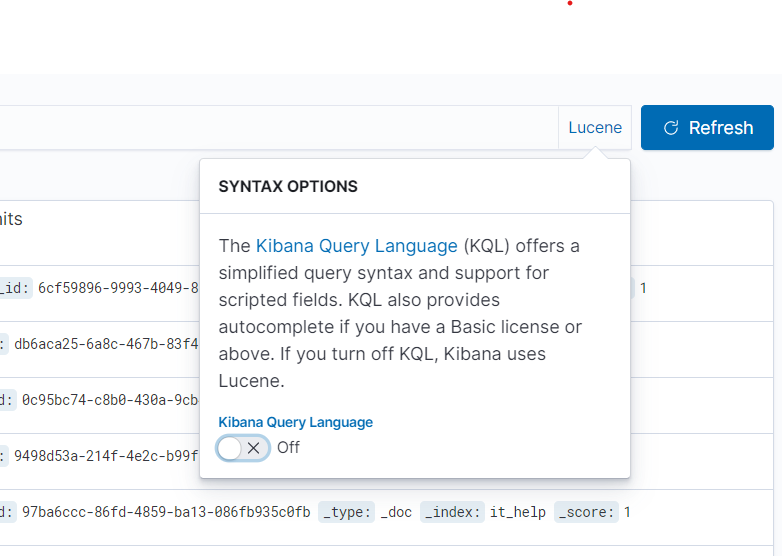 Lucene
Refresh
SYNTAX OPTIONS
The Kibana Query Language (KQL) offers a
simplified query syntax and support for
scripted fields. KQL also provides
autocomplete if you have a Basic license or
above. If you turn off KQL, Kibana uses
Lucene.
Kibana Query Language
Off
_id: 6cf59896-9993-4049-8 1
db6aca25-6a8c-467b-83f4
0c95bc74-c8b0-430a-9cb
9498d53a-214f-4e2c-b99f
97ba6ccc-86fd-4859-ba13-086fb935c0fb _type: _doc _index: it_help _score: 1